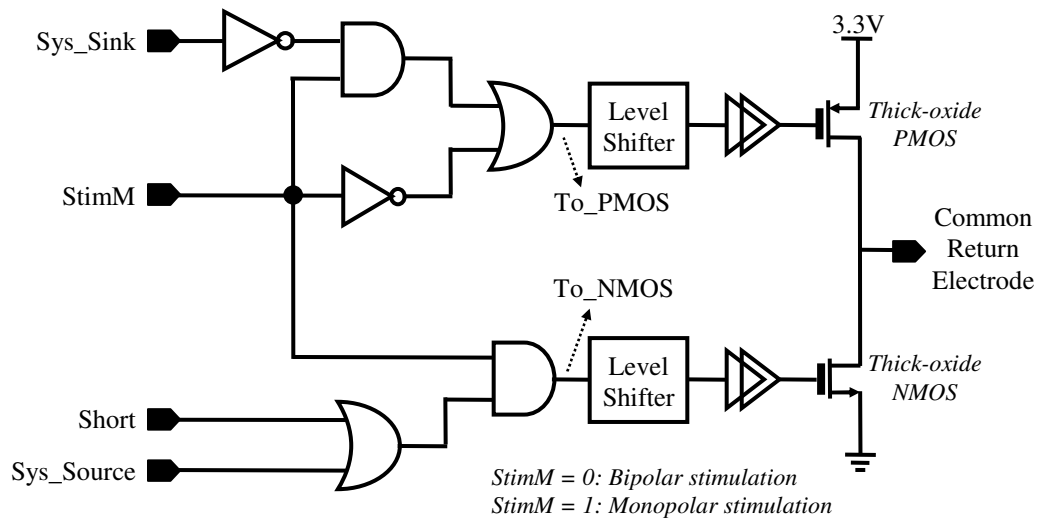 Sys_Sink
3.3V
Level
Shifter
Thick-oxide
PMOS
StimM
To_PMOS
Common
Return
Electrode
To_NMOS
Level
Shifter
Thick-oxide
NMOS
Short
Sys_Source
StimM = 0: Bipolar stimulation
StimM = 1: Monopolar stimulation